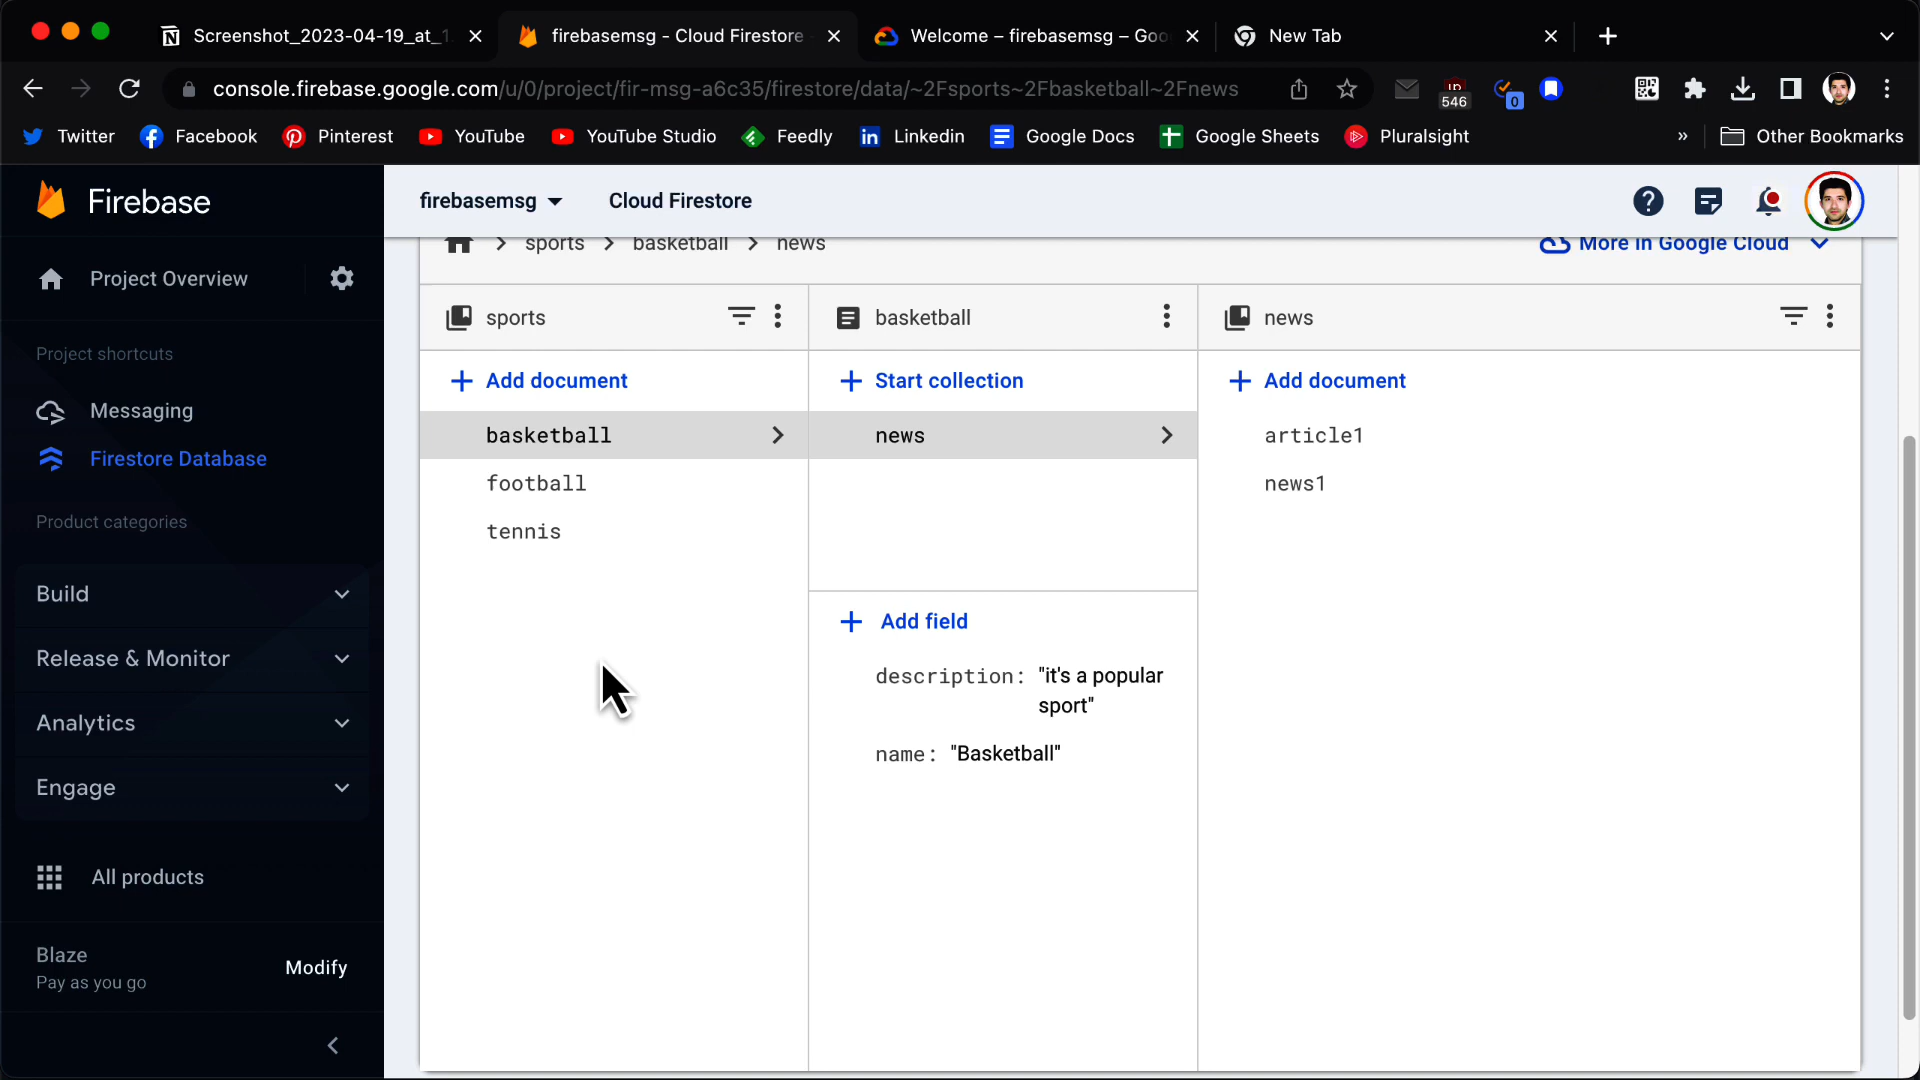 Screenshot_2023-04-19_at_1
firebasemsg - Cloud Firestore
Welcome – firebasemsg – Goo
New Tab
console.firebase.google.com/u/0/project/fir-msg-a6c35/firestore/data/~2Fsports~2Fbasketball~2Fnews
546
0
Twitter
Facebook
Pinterest
YouTube
YouTube Studio
Feedly
Linkedin
Google Docs
Google Sheets
Pluralsight
»
Other Bookmarks
Firebase
firebasemsg
Cloud Firestore
sports > basketball > news
More in Google Cloud
Project Overview
Project shortcuts
Messaging
Firestore Database
Product categories
Build
Release & Monitor
Analytics
Engage
All products
Blaze
Pay as you go
Modify
sports
Add document
basketball
football
tennis
basketball
Start collection
news
Add field
description: "it's a popular
sport"
name: "Basketball"
news
Add document
article1
news1